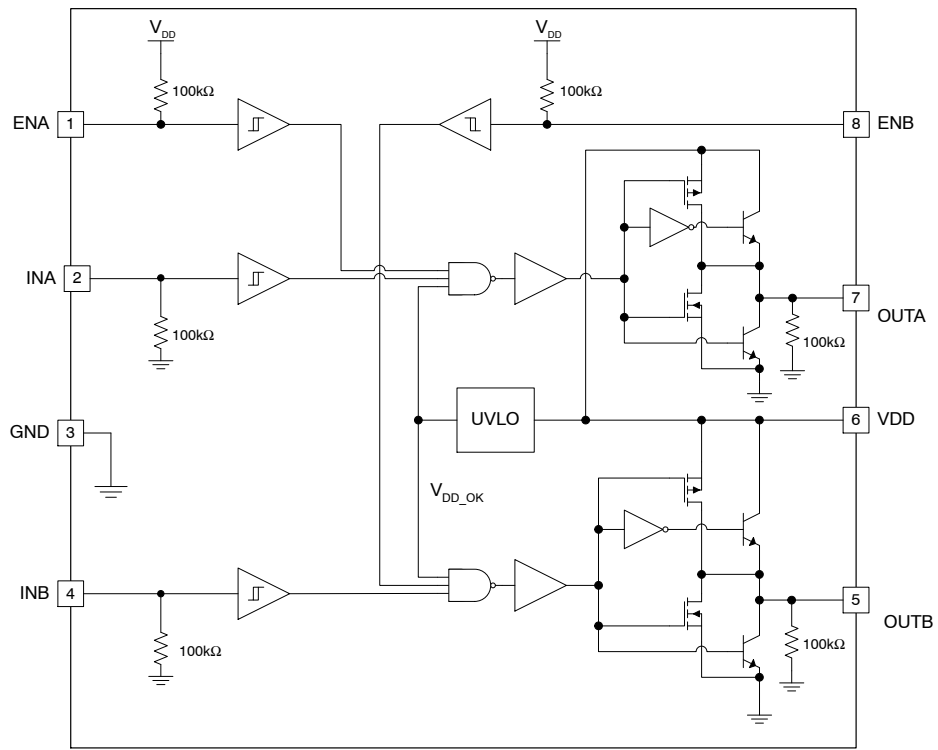 VDD
VDD
100kΩ
100kΩ
ENA
1
8
ENB
INA
2
7
OUTA
100kΩ
100kΩ
GND
3
UVLO
6
VDD
VDD_OK
INB
4
5
OUTB
100kΩ
100kΩ